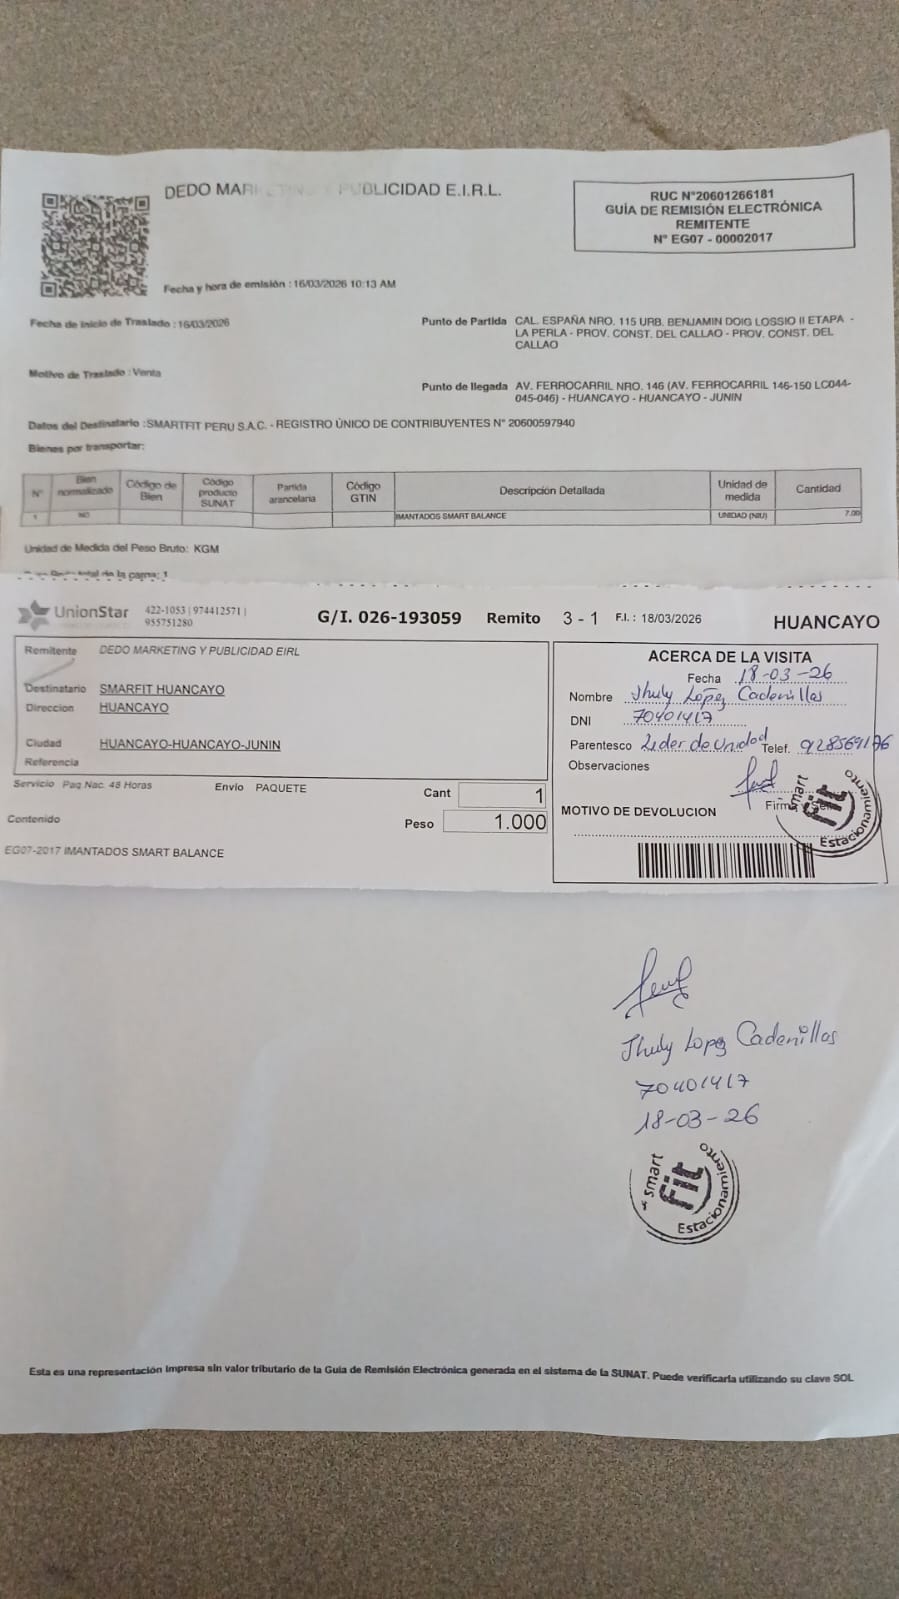 DEDO MARKETING Y PUBLICIDAD E.I.R.L.
RUC N°20601266181
GUÍA DE REMISIÓN ELECTRÓNICA
REMITENTE
N° EG07 - 00002017
Fecha y hora de emisión : 16/03/2026 10:13 AM
Fecha de Inicio de Traslado : 16/03/2026
Punto de Partida CAL. ESPAÑA NRO. 115 URB. BENJAMIN DOIG LOSSIO II ETAPA -
LA PERLA - PROV. CONST. DEL CALLAO - PROV. CONST. DEL
CALLAO
Motivo de Traslado : Venta
Punto de llegada AV. FERROCARRIL NRO. 146 (AV. FERROCARRIL 146-150 LC044-
045-046) - HUANCAYO - HUANCAYO - JUNIN
Datos del Destinatario :SMARTFIT PERU S.A.C. - REGISTRO ÚNICO DE CONTRIBUYENTES N° 20600597940
Bienes por transportar:
N° Bien normalizado Código de Bien Código producto SUNAT Partida arancelaria Código GTIN Descripción Detallada Unidad de medida Cantidad
1 NO IMANTADOS SMART BALANCE UNIDAD (NIU) 7.00
Unidad de Medida del Peso Bruto: KGM
total de la
UnionStar 422-1053 | 974412571 |
955751280
G/I. 026-193059 Remito 3 - 1 F.I. : 18/03/2026 HUANCAYO
Remitente DEDO MARKETING Y PUBLICIDAD EIRL
Destinatario SMARFIT HUANCAYO
Direccion HUANCAYO
Ciudad HUANCAYO-HUANCAYO-JUNIN
Referencia
Servicio Paq Nac. 48 Horas Envio PAQUETE Cant 1
Contenido Peso 1.000
EG07-2017 IMANTADOS SMART BALANCE
ACERCA DE LA VISITA
Fecha 18-03-26
Nombre Jhuly López Cadenillas
DNI 70401417
Parentesco Lider de Unidad Telef.
Observaciones
MOTIVO DE DEVOLUCION
smart
fit
Estacionamiento
Jhuly Lopez Cadenillas
70401417
18-03-26
smart
fit
Estacionamiento
Esta es una representación impresa sin valor tributario de la Guía de Remisión Electrónica generada en el sistema de la SUNAT. Puede verificarla utilizando su clave SOL